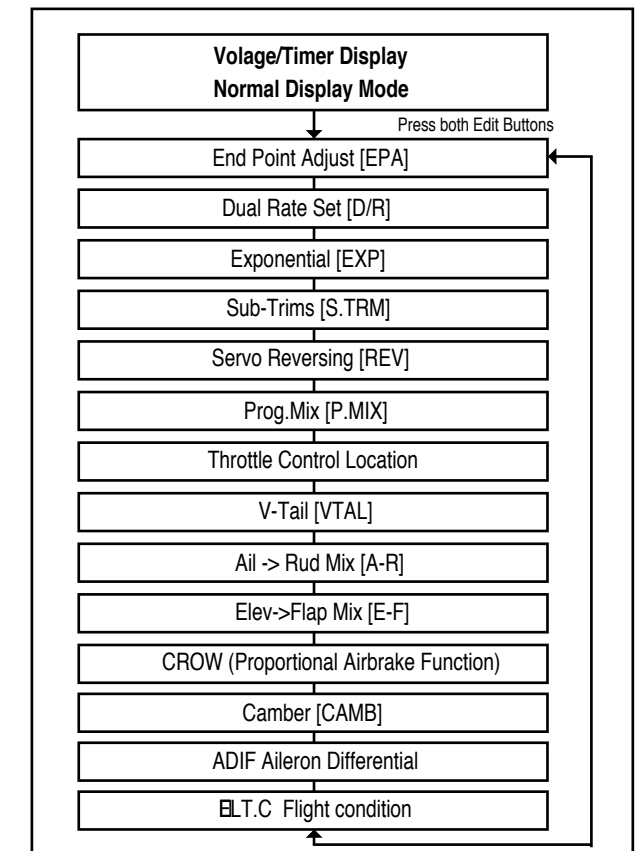 Volage/Timer Display
Normal Display Mode
Press both Edit Buttons
End Point Adjust [EPA]
Dual Rate Set [D/R]
Exponential [EXP]
Sub-Trims [S.TRM]
Servo Reversing [REV]
Prog.Mix [P.MIX]
Throttle Control Location
V-Tail [VTAL]
Ail -> Rud Mix [A-R]
Elev->Flap Mix [E-F]
CROW (Proportional Airbrake Function)
Camber [CAMB]
ADIF Aileron Differential
Flight condition